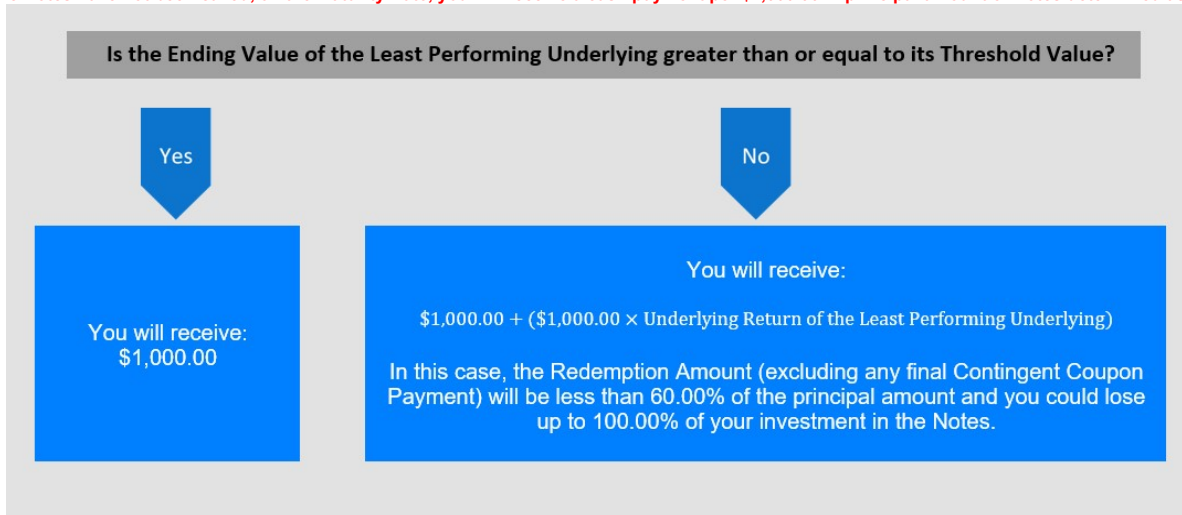 Is the Ending Value of the Least Performing Underlying greater than or equal to its Threshold Value?
Yes
No
You will receive:
$1,000.00
You will receive:
$1,000.00 + ($1,000.00 × Underlying Return of the Least Performing Underlying)
In this case, the Redemption Amount (excluding any final Contingent Coupon
Payment) will be less than 60.00% of the principal amount and you could lose
up to 100.00% of your investment in the Notes.